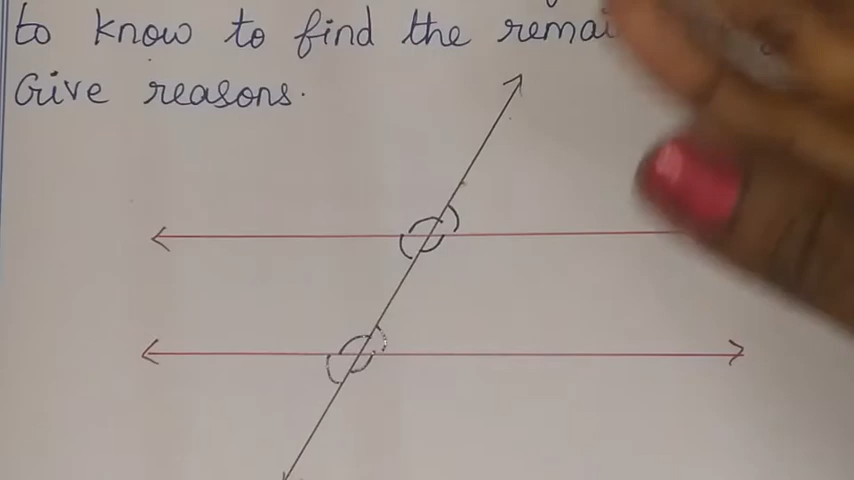 to know to find the
Give reasons.